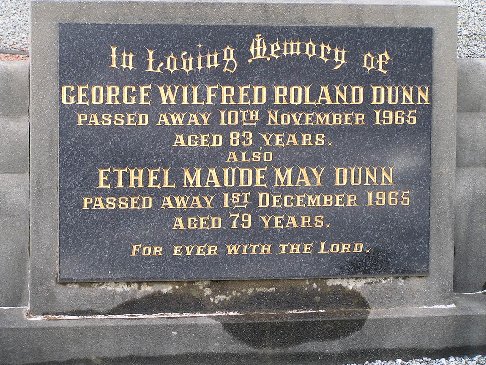 In Loving Memory of
GEORGE WILFRED ROLAND DUNN
PASSED AWAY 10TH NOVEMBER 1965
AGED 83 YEARS.
ALSO
ETHEL MAUDE MAY DUNN
PASSED AWAY 1ST DECEMBER 1965
AGED 79 YEARS.
FOR EVER WITH THE LORD.